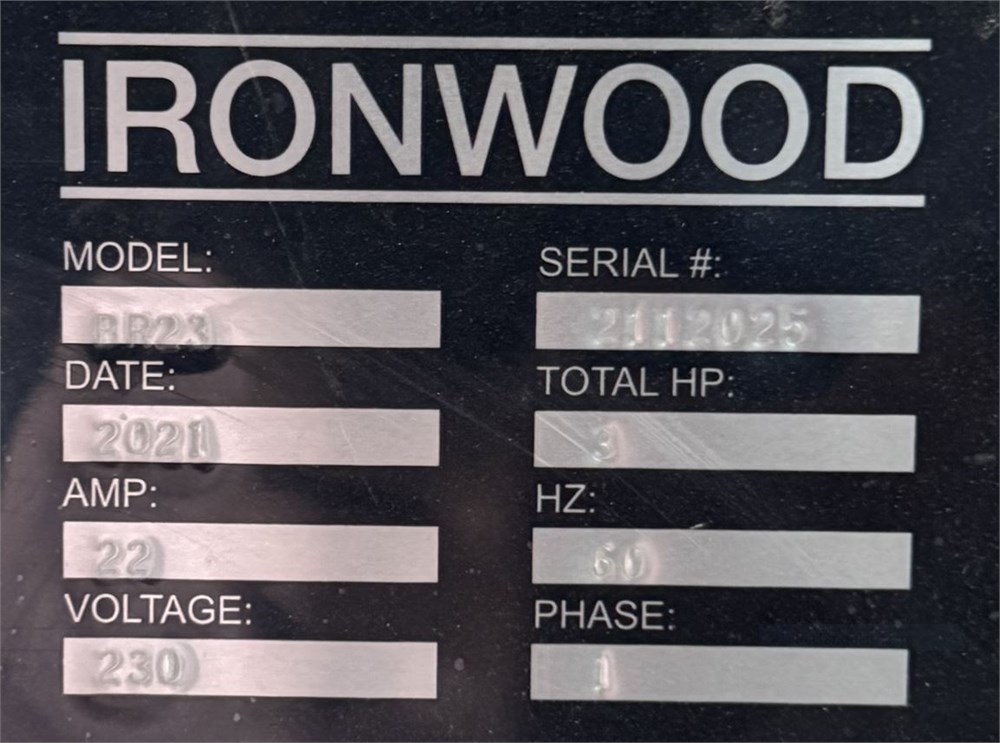 IRONWOOD
MODEL: SERIAL #:
BR23 2112025
DATE: TOTAL HP:
2021 3
AMP: HZ:
22 60
VOLTAGE: PHASE:
230 1